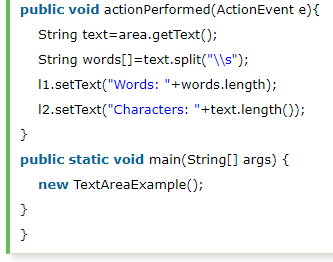 public void actionPerformed(ActionEvent e){
String text=area.getText();
String words[]=text.split("\\s");
l1.setText("Words: "+words.length);
l2.setText("Characters: "+text.length());
}
public static void main(String[] args) {
new TextAreaExample();
}
}